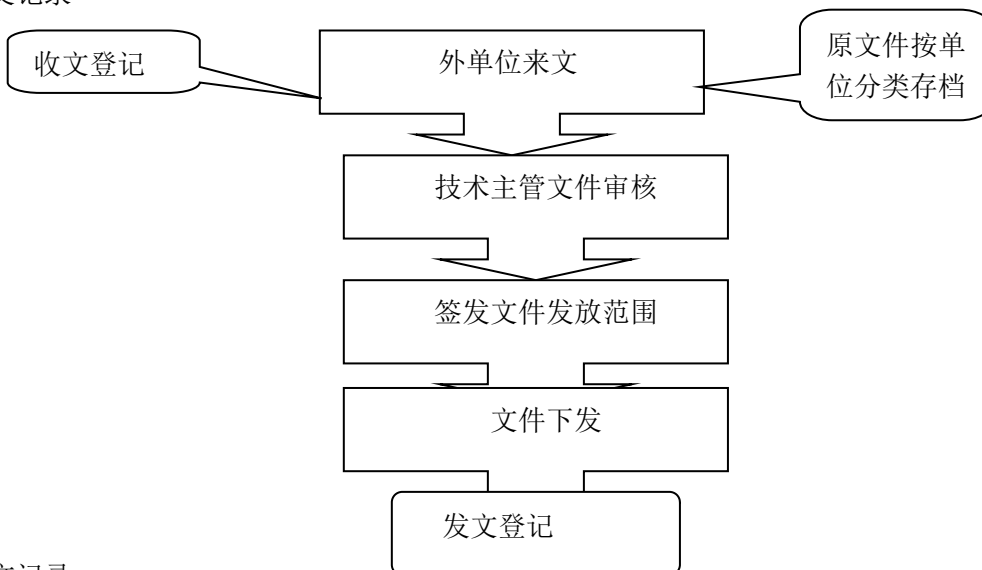 收文登记
外单位来文
原文件按单
位分类存档
技术主管文件审核
签发文件发放范围
文件下发
发文登记